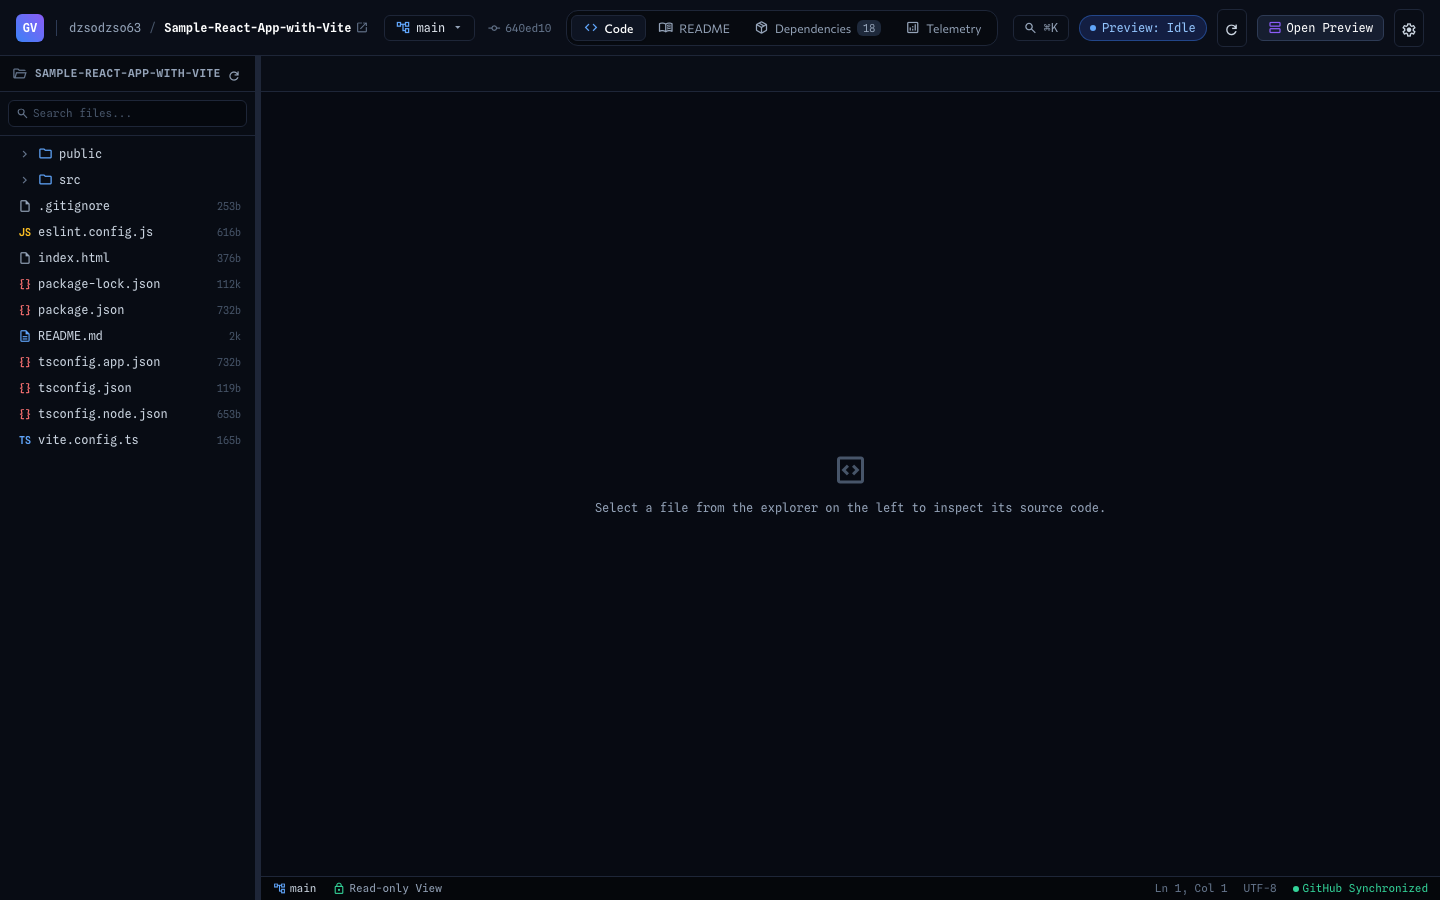 GV dzsodzso63 / Sample-React-App-with-Vite main 640ed10 Code README Dependencies 18 Telemetry ⌘K Preview: Idle Open Preview
SAMPLE-REACT-APP-WITH-VITE
Search files...
public
src
.gitignore 253b
JS eslint.config.js 616b
index.html 376b
{} package-lock.json 112k
{} package.json 732b
README.md 2k
{} tsconfig.app.json 732b
{} tsconfig.json 119b
{} tsconfig.node.json 653b
TS vite.config.ts 165b
Select a file from the explorer on the left to inspect its source code.
main Read-only View Ln 1, Col 1 UTF-8 GitHub Synchronized